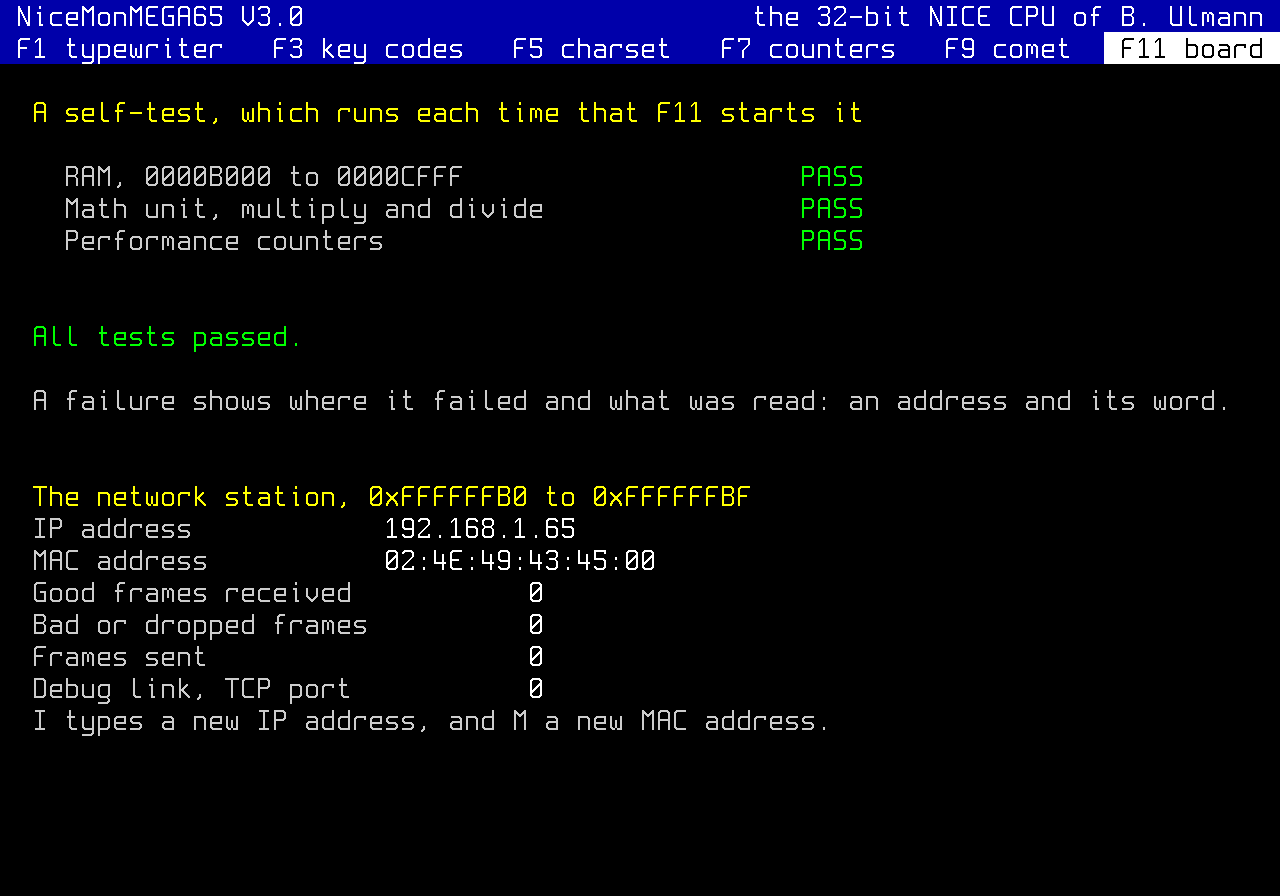 NiceMonMEGA65 V3.0 the 32-bit NICE CPU of B. Ulmann
F1 typewriter F3 key codes F5 charset F7 counters F9 comet F11 board
A self-test, which runs each time that F11 starts it
RAM, 0000B000 to 0000CFFF PASS
Math unit, multiply and divide PASS
Performance counters PASS
All tests passed.
A failure shows where it failed and what was read: an address and its word.
The network station, 0xFFFFFFB0 to 0xFFFFFFBF
IP address 192.168.1.65
MAC address 02:4E:49:43:45:00
Good frames received 0
Bad or dropped frames 0
Frames sent 0
Debug link, TCP port 0
I types a new IP address, and M a new MAC address.